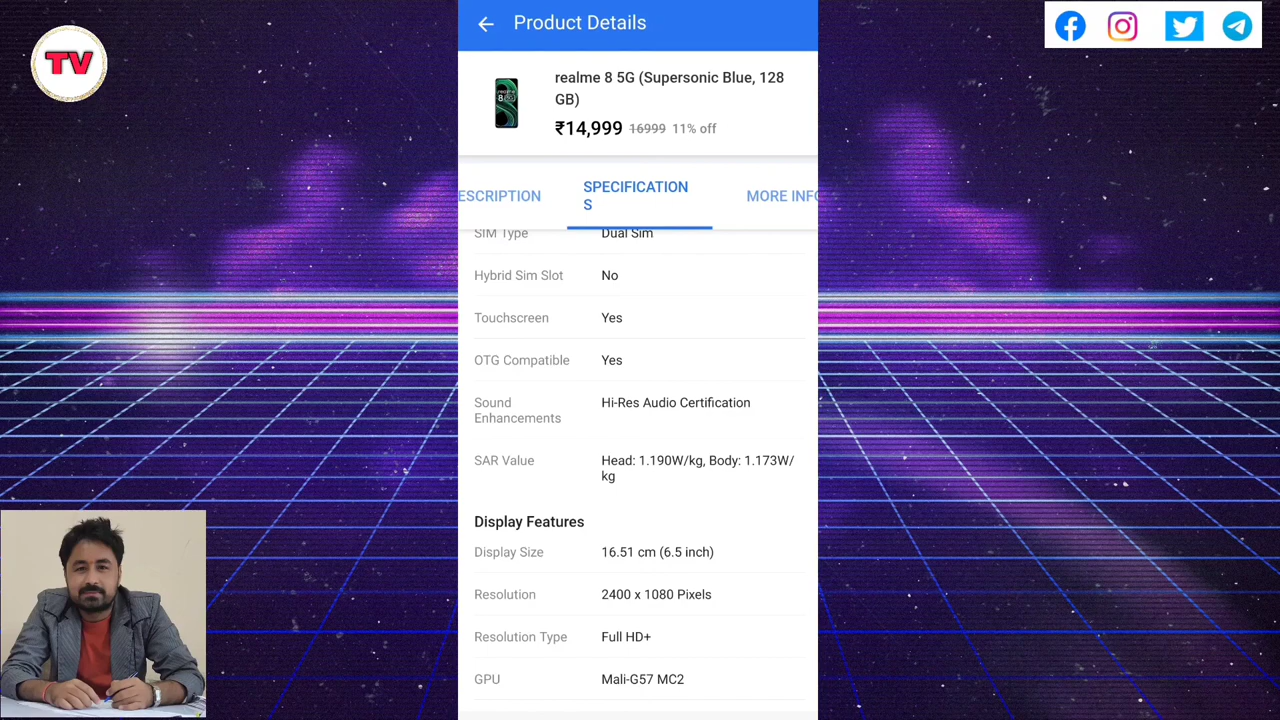 TV
Product Details
realme 8 5G (Supersonic Blue, 128
GB)
₹14,999 16999 11% off
ESCRIPTION
SPECIFICATION
S
MORE INFO
SIM Type Dual Sim
Hybrid Sim Slot No
Touchscreen Yes
OTG Compatible Yes
Sound
Enhancements
Hi-Res Audio Certification
SAR Value Head: 1.190W/kg, Body: 1.173W/
kg
Display Features
Display Size 16.51 cm (6.5 inch)
Resolution 2400 x 1080 Pixels
Resolution Type Full HD+
GPU Mali-G57 MC2